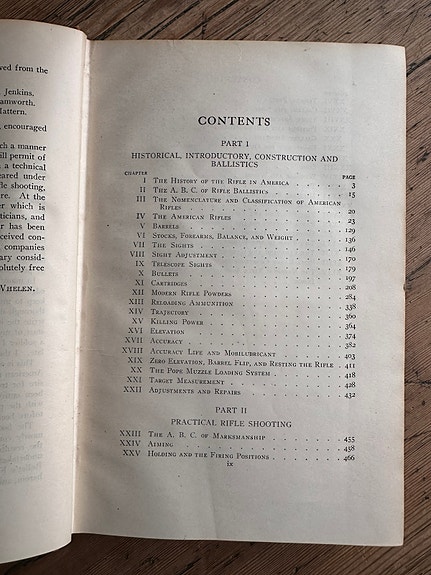 ved from the
Jenkins.
amworth.
attern.
encouraged
ch a manner
ill permit of
a technical
eared under
fle shooting,
re. At the
er which is
ticians, and
r has been
ceived con-
companies
ary consid-
olutely free
WHELEN.
CONTENTS
PART I
HISTORICAL, INTRODUCTORY, CONSTRUCTION AND
BALLISTICS
CHAPTER PAGE
I THE HISTORY OF THE RIFLE IN AMERICA . . . . . 3
II THE A. B. C. OF RIFLE BALLISTICS . . . . . 15
III THE NOMENCLATURE AND CLASSIFICATION OF AMERICAN
RIFLES . . . . . 20
IV THE AMERICAN RIFLES . . . . . 23
V BARRELS . . . . . 129
VI STOCKS, FOREARMS, BALANCE, AND WEIGHT . . . . . 136
VII THE SIGHTS . . . . . 146
VIII SIGHT ADJUSTMENT . . . . . 170
IX TELESCOPE SIGHTS . . . . . 179
X BULLETS . . . . . 197
XI CARTRIDGES . . . . . 208
XII MODERN RIFLE POWDERS . . . . . 284
XIII RELOADING AMMUNITION . . . . . 338
XIV TRAJECTORY . . . . . 360
XV KILLING POWER . . . . . 364
XVI ELEVATION . . . . . 374
XVII ACCURACY . . . . . 382
XVIII ACCURACY LIFE AND MOBILUBRICANT . . . . . 403
XIX ZERO ELEVATION, BARREL FLIP, AND RESTING THE RIFLE . 411
XX THE POPE MUZZLE LOADING SYSTEM . . . . . 418
XXI TARGET MEASUREMENT . . . . . 428
XXII ADJUSTMENTS AND REPAIRS . . . . . 432
PART II
PRACTICAL RIFLE SHOOTING
XXIII THE A. B. C. OF MARKSMANSHIP . . . . . 455
XXIV AIMING . . . . . 458
XXV HOLDING AND THE FIRING POSITIONS . . . . . 466
ix